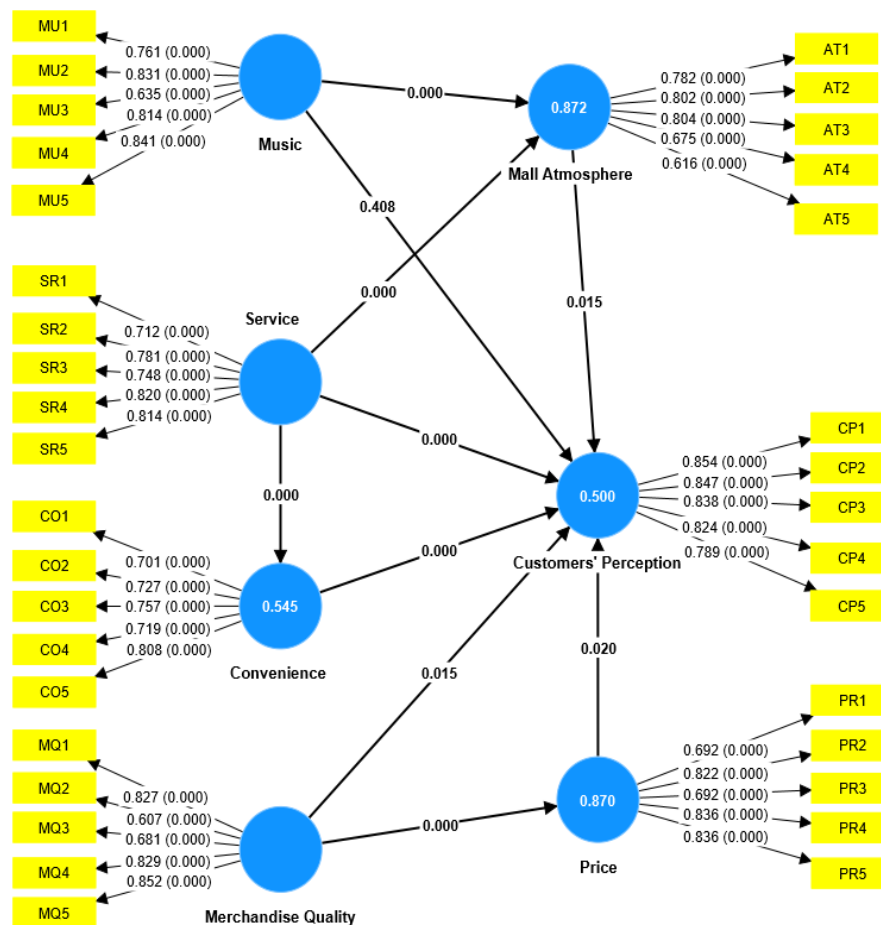 MU1
MU2
MU3
MU4
MU5
0.761 (0.000)
0.831 (0.000)
0.635 (0.000)
0.814 (0.000)
0.841 (0.000)
Music
0.000
0.408
0.872
Mall Atmosphere
0.782 (0.000)
0.802 (0.000)
0.804 (0.000)
0.675 (0.000)
0.616 (0.000)
AT1
AT2
AT3
AT4
AT5
SR1
SR2
SR3
SR4
SR5
0.712 (0.000)
0.781 (0.000)
0.748 (0.000)
0.820 (0.000)
0.814 (0.000)
Service
0.000
0.015
0.000
0.000
0.500
Customers' Perception
0.854 (0.000)
0.847 (0.000)
0.838 (0.000)
0.824 (0.000)
0.789 (0.000)
CP1
CP2
CP3
CP4
CP5
CO1
CO2
CO3
CO4
CO5
0.701 (0.000)
0.727 (0.000)
0.757 (0.000)
0.719 (0.000)
0.808 (0.000)
0.545
Convenience
0.000
0.015
0.020
MQ1
MQ2
MQ3
MQ4
MQ5
0.827 (0.000)
0.607 (0.000)
0.681 (0.000)
0.829 (0.000)
0.852 (0.000)
Merchandise Quality
0.000
0.870
Price
0.692 (0.000)
0.822 (0.000)
0.692 (0.000)
0.836 (0.000)
0.836 (0.000)
PR1
PR2
PR3
PR4
PR5